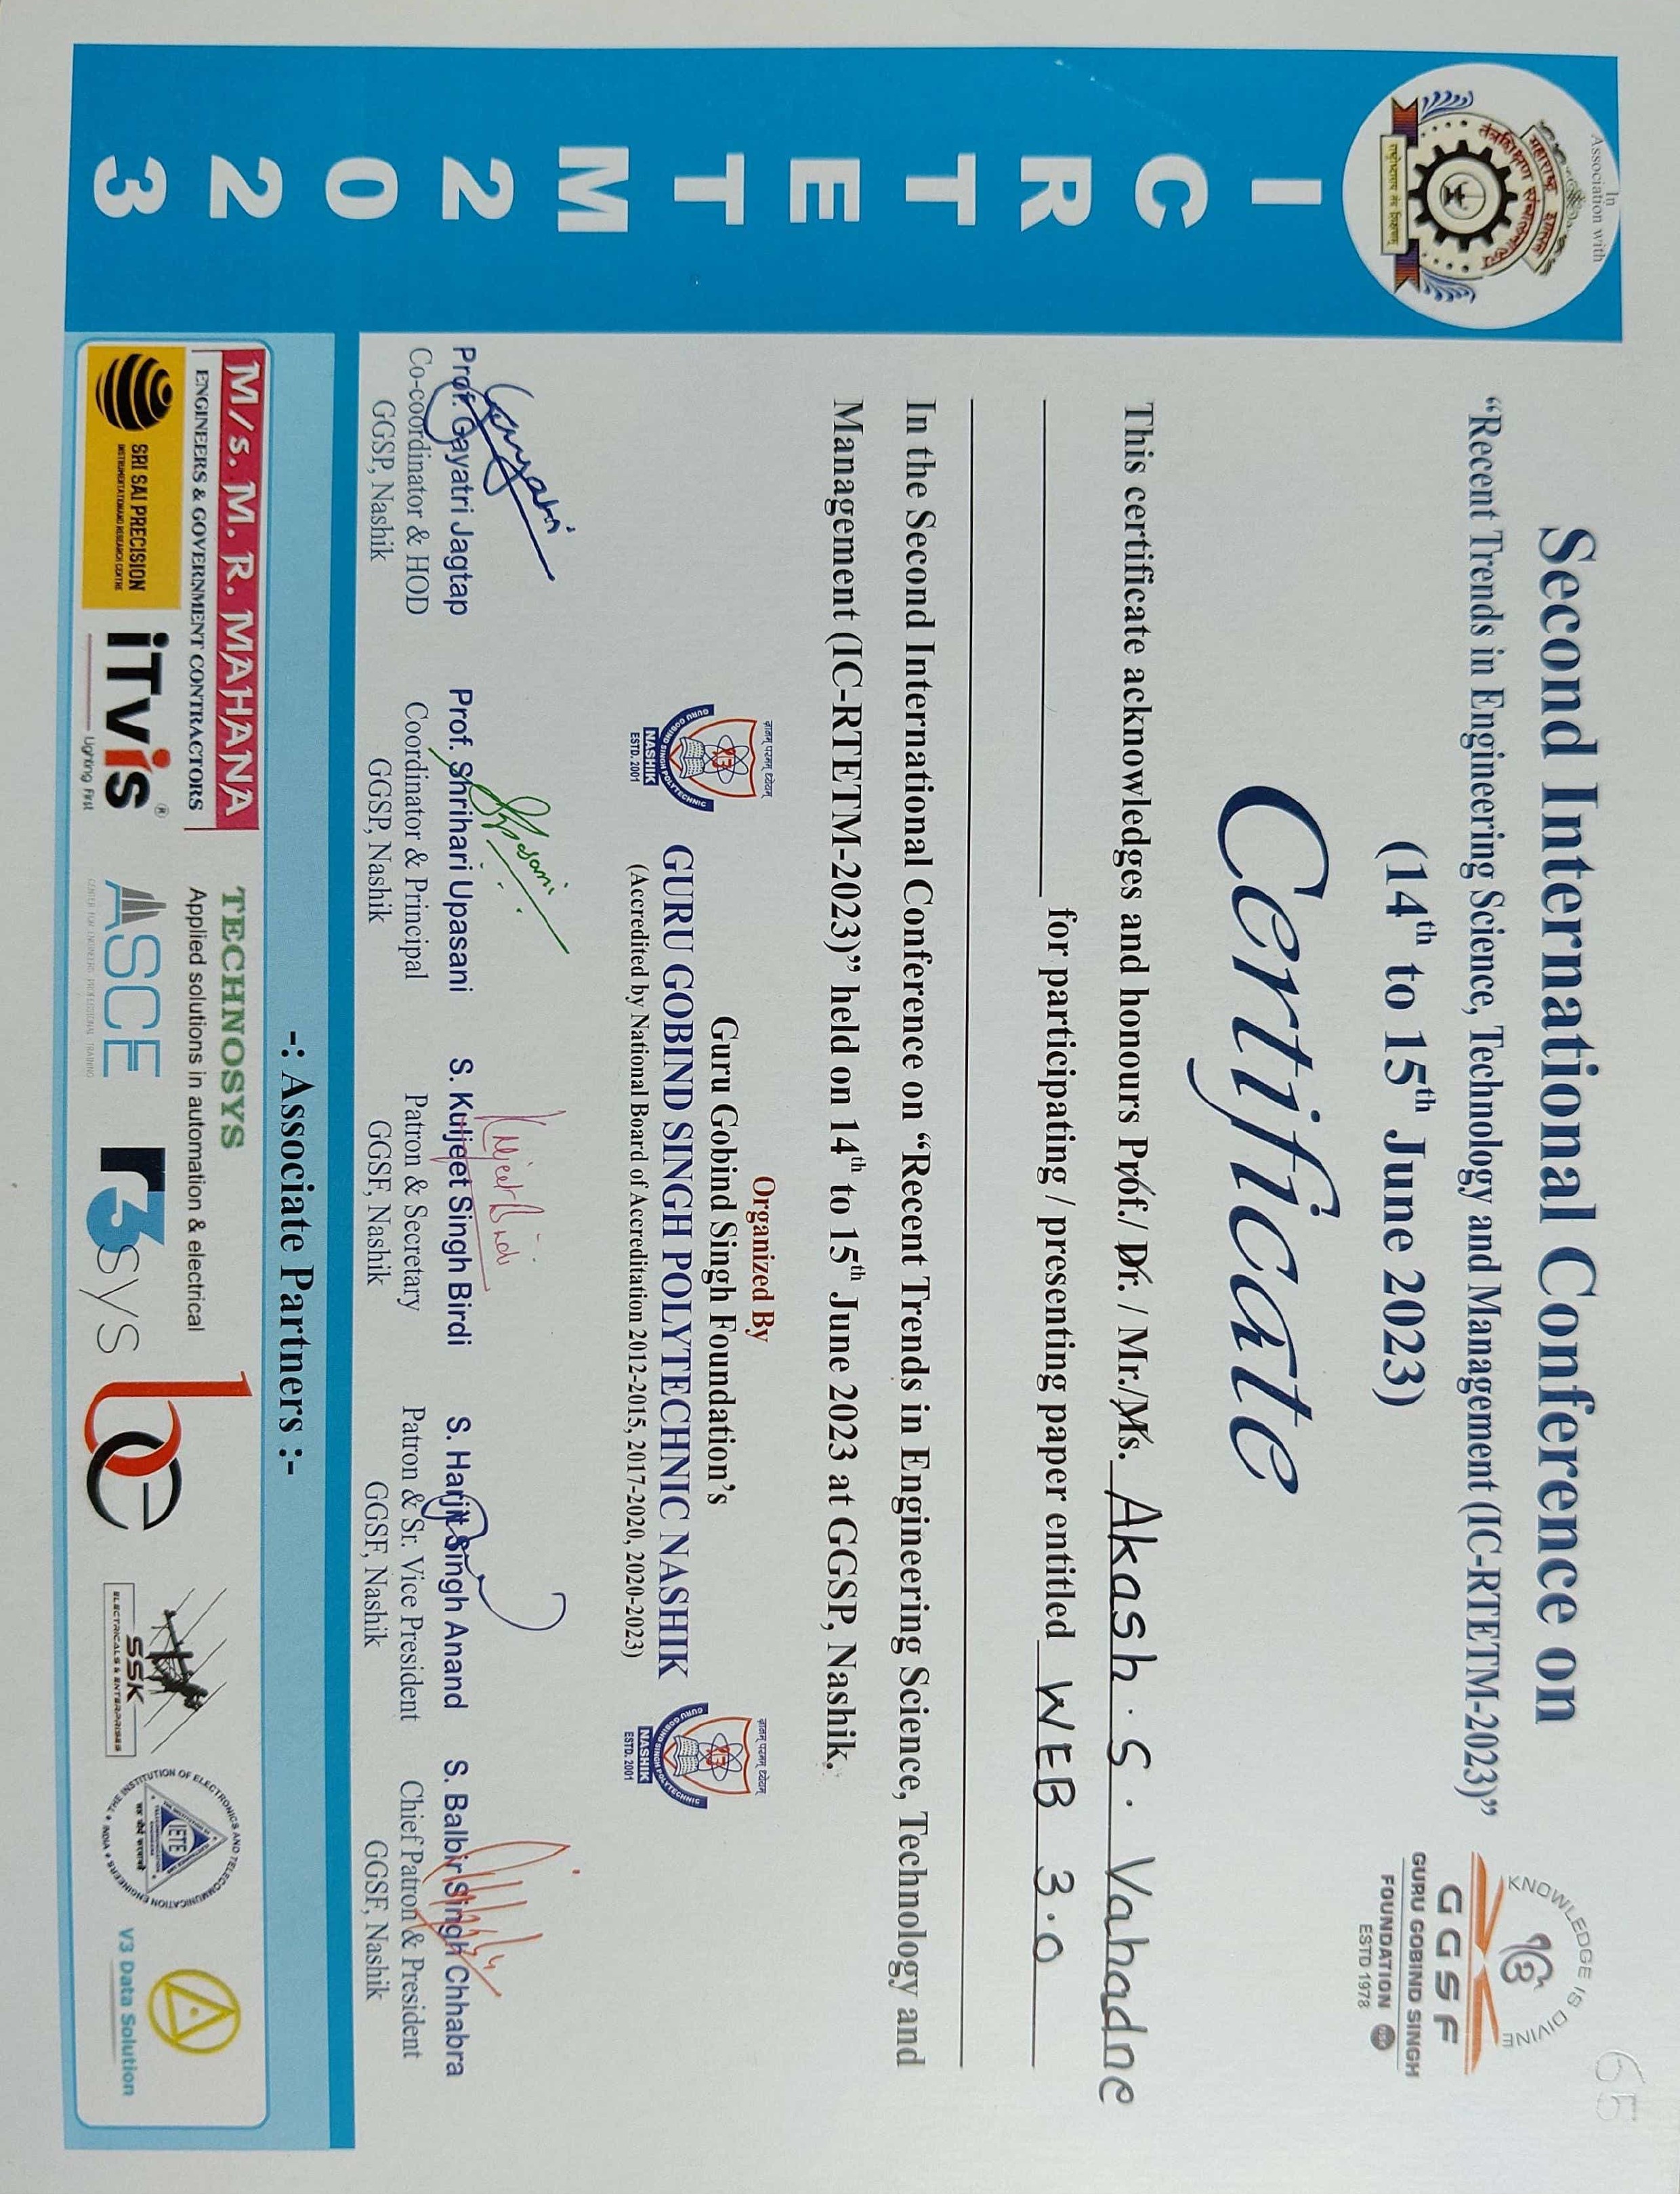 65
In
Association with
महाराष्ट्र शासन
तंत्रशिक्षण संचालनालय
राष्ट्रोध्दाराय तंत्र शिक्षणम्
ICRTETM2023
Second International Conference on
“Recent Trends in Engineering Science, Technology and Management (IC-RTETM-2023)”
(14th to 15th June 2023)
KNOWLEDGE IS DIVINE
GGSF
GURU GOBIND SINGH
FOUNDATION NSK
ESTD 1978
Certificate
This certificate acknowledges and honours Prof./ Dr. / Mr./Ms. Akash . S . Vahadne
for participating / presenting paper entitled WEB 3.0
In the Second International Conference on “Recent Trends in Engineering Science, Technology and
Management (IC-RTETM-2023)” held on 14th to 15th June 2023 at GGSP, Nashik.
ज्ञानम् परमम् ध्येयम्
GURU GOBIND SINGH POLYTECHNIC
NASHIK
ESTD. 2001
Organized By
Guru Gobind Singh Foundation’s
GURU GOBIND SINGH POLYTECHNIC NASHIK
(Accredited by National Board of Accreditation 2012-2015, 2017-2020, 2020-2023)
ज्ञानम् परमम् ध्येयम्
GURU GOBIND SINGH POLYTECHNIC
NASHIK
ESTD. 2001
Gayatri
Upasani
Kuljeet Birdi
Prof. Gayatri Jagtap
Co-coordinator & HOD
GGSP, Nashik
Prof. Shrihari Upasani
Coordinator & Principal
GGSP, Nashik
S. Kuljeet Singh Birdi
Patron & Secretary
GGSF, Nashik
S. Harjit Singh Anand
Patron & Sr. Vice President
GGSF, Nashik
S. Balbir Singh Chhabra
Chief Patron & President
GGSF, Nashik
-: Associate Partners :-
M/s. M. R. MAHANA
ENGINEERS & GOVERNMENT CONTRACTORS
TECHNOSYS
Applied solutions in automation & electrical
SRI SAI PRECISION
INSTRUMENTATION AND RESEARCH CENTRE
iTvis®
Lighting First
ASCE
CENTER FOR ENGINEERS PROFESSIONAL TRAINING
r3sys
be
SSK
ELECTRICALS & ENTERPRISES
THE INSTITUTION OF ELECTRONICS AND TELECOMMUNICATION ENGINEERS
INDIA
IETE
V3 Data Solution